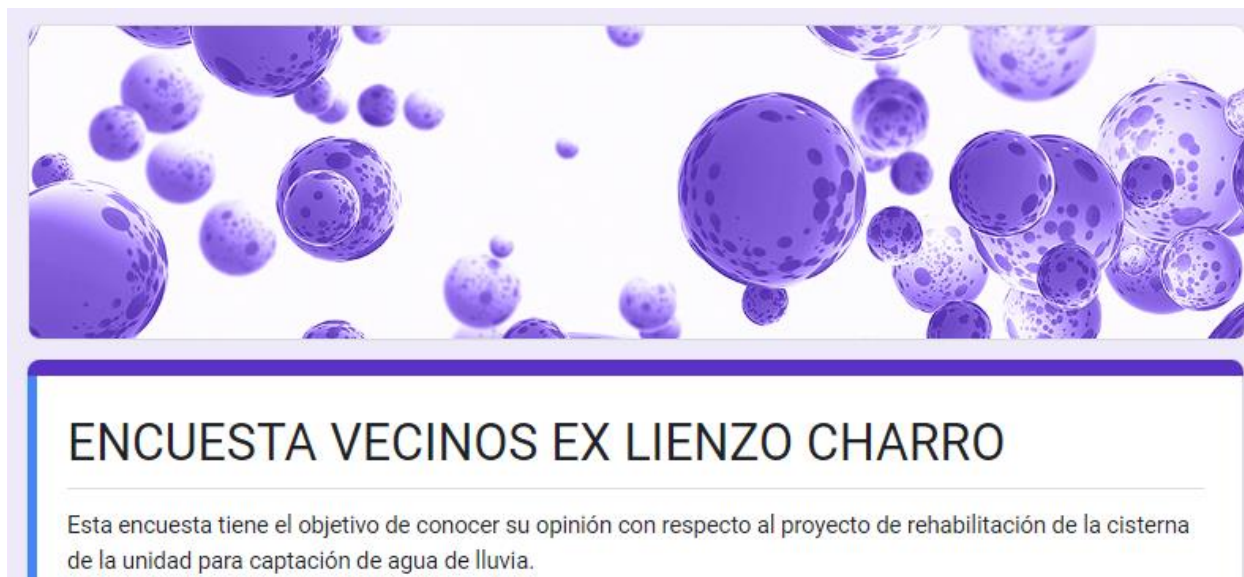 ENCUESTA VECINOS EX LIENZO CHARRO
Esta encuesta tiene el objetivo de conocer su opinión con respecto al proyecto de rehabilitación de la cisterna
de la unidad para captación de agua de lluvia.